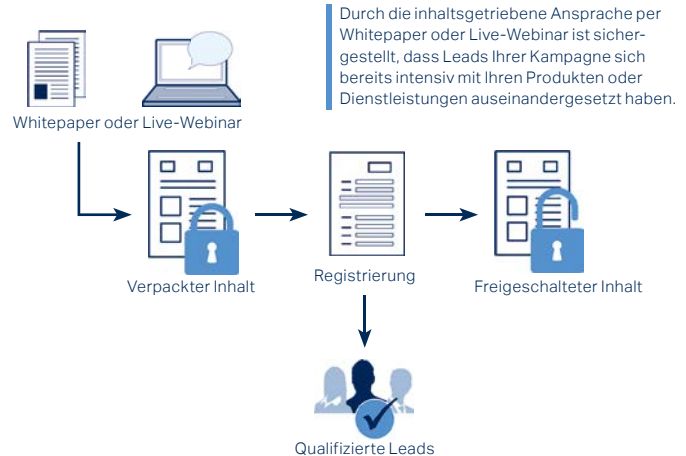 Durch die inhaltsgetriebene Ansprache per
Whitepaper oder Live-Webinar ist sicher-
gestellt, dass Leads Ihrer Kampagne sich
bereits intensiv mit Ihren Produkten oder
Dienstleistungen auseinandergesetzt haben.
Whitepaper oder Live-Webinar
Verpackter Inhalt
Registrierung
Freigeschalteter Inhalt
Qualifizierte Leads